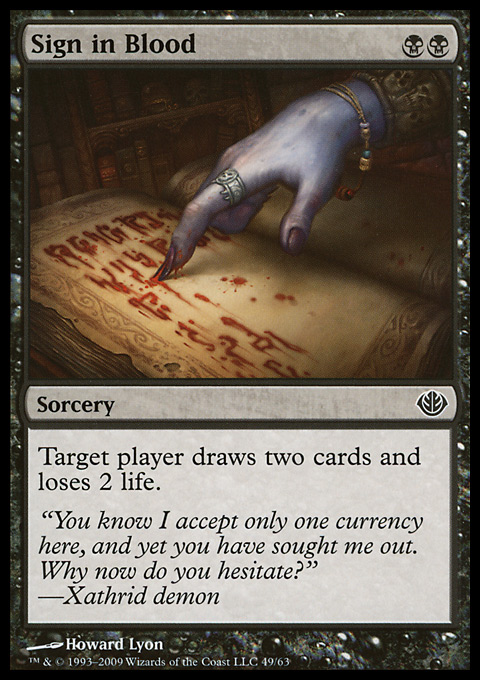 Sign in Blood
Sorcery
Target player draws two cards and
loses 2 life.
“You know I accept only one currency
here, and yet you have sought me out.
Why now do you hesitate?”
—Xathrid demon
Howard Lyon
™ & © 1993–2009 Wizards of the Coast LLC 49/63